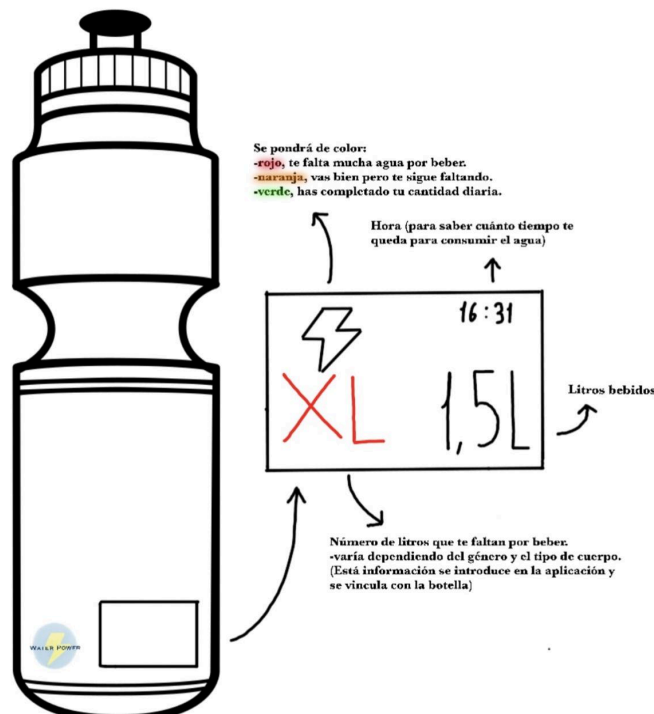 Se pondrá de color:
-rojo, te falta mucha agua por beber.
-naranja, vas bien pero te sigue faltando.
-verde, has completado tu cantidad diaria.
Hora (para saber cuánto tiempo te
queda para consumir el agua)
16:31
XL
1,5L
Litros bebidos
Número de litros que te faltan por beber.
-varía dependiendo del género y el tipo de cuerpo.
(Está información se introduce en la aplicación y
se vincula con la botella)
WATER POWER